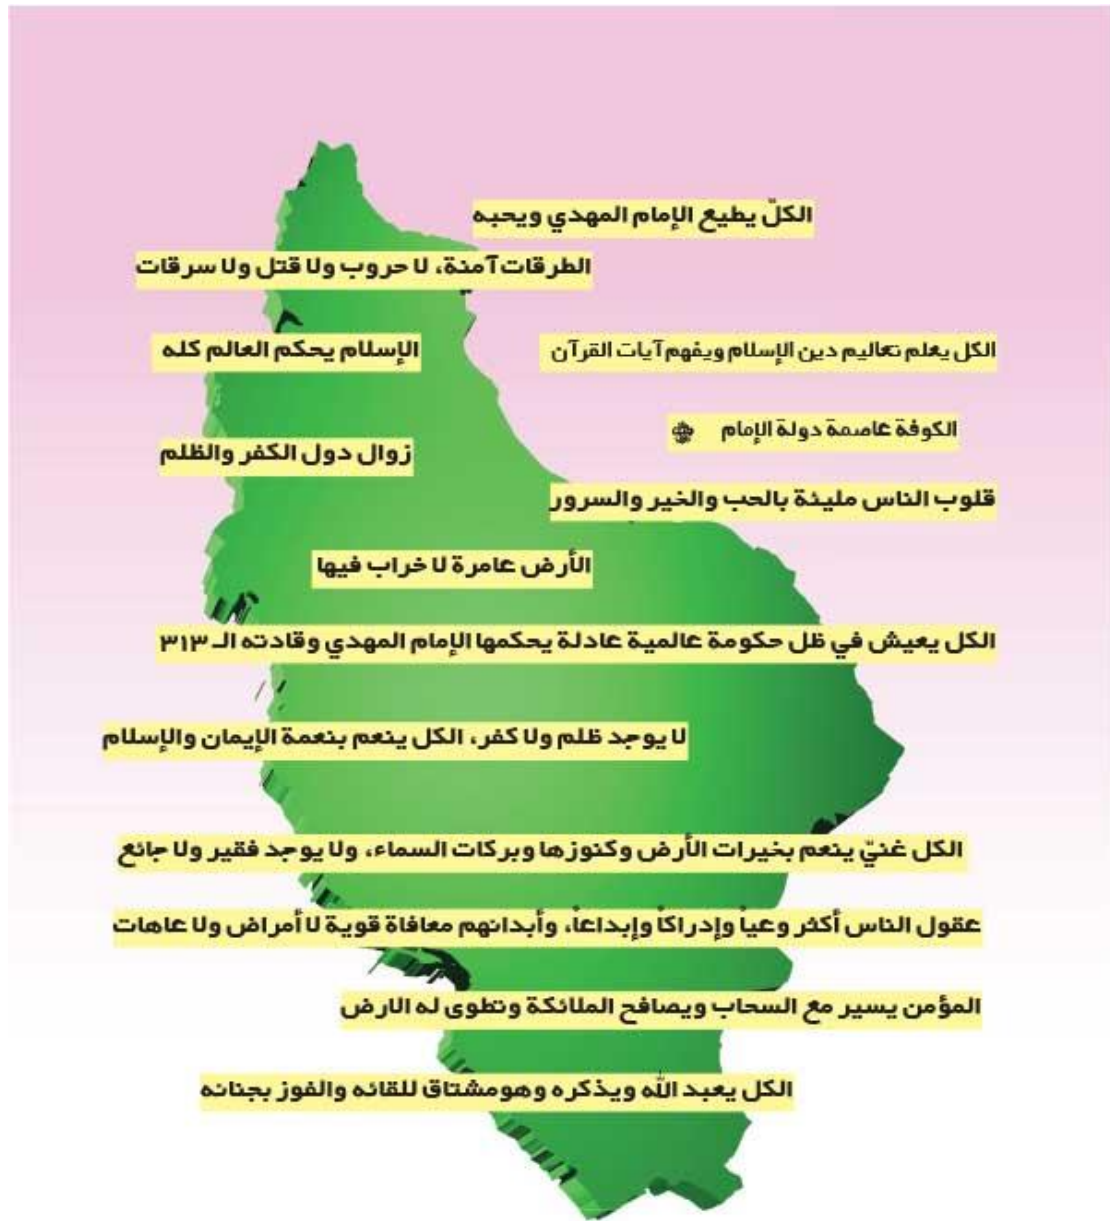 الكلّ يطيع الإمام المهدي ويحبه
الطرقات آمنة، لا حروب ولا قتل ولا سرقات
الكل يعلم تعاليم دين الإسلام ويفهم آيات القرآن
الإسلام يحكم العالم كله
الكوفة عاصمة دولة الإمام
زوال دول الكفر والظلم
قلوب الناس مليئة بالحب والخير والسرور
الأرض عامرة لا خراب فيها
الكل يعيش في ظل حكومة عالمية عادلة يحكمها الإمام المهدي وقادته الـ ٣١٣
لا يوجد ظلم ولا كفر، الكل ينعم بنعمة الإيمان والإسلام
الكل غنيّ ينعم بخيرات الأرض وكنوزها وبركات السماء، ولا يوجد فقير ولا جائع
عقول الناس أكثر وعياً وإدراكاً وإبداعاً، وأبدانهم معافاة قوية لا أمراض ولا عاهات
المؤمن يسير مع السحاب ويصافح الملائكة وتطوى له الارض
الكل يعبد الله ويذكره وهومشتاق للقائه والفوز بجنانه